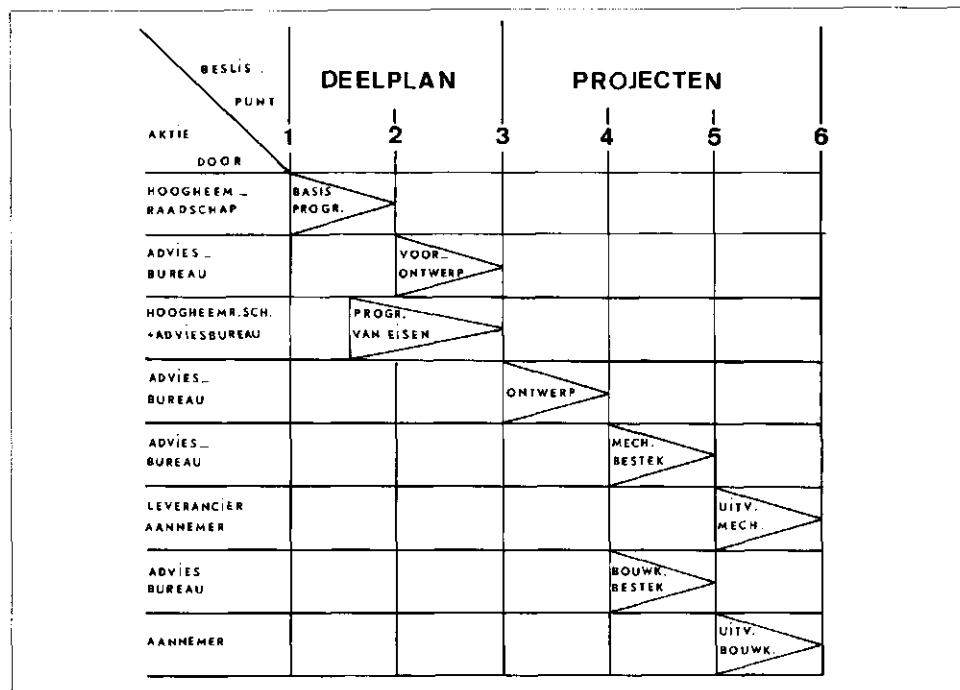 BESLIS_
PUNT
AKTIE
DOOR
DEELPLAN
PROJECTEN
1 2 3 4 5 6
HOOGHEEM_
RAADSCHAP
BASIS
PROGR.
ADVIES_
BUREAU
VOOR_
ONTWERP
HOOGHEEMR.SCH.
+ADVIESBUREAU
PROGR.
VAN EISEN
ADVIES_
BUREAU
ONTWERP
ADVIES_
BUREAU
MECH.
BESTEK
LEVERANCIER
AANNEMER
UITV.
MECH.
ADVIES
BUREAU
BOUWK.
BESTEK
AANNEMER
UITV.
BOUWK.